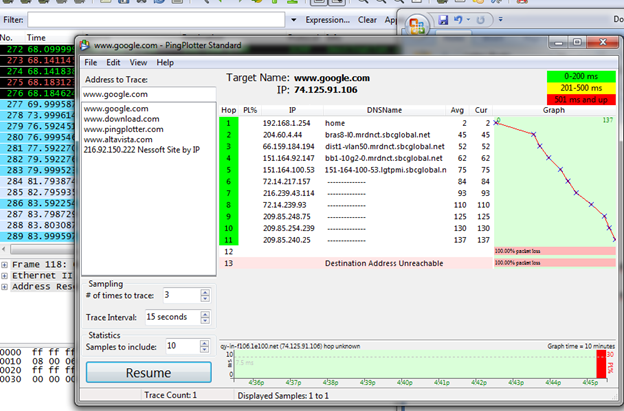 Filter:
Expression... Clear App
No. Time
272 68.099999
273 68.14114
274 68.14183
275 68.18312
276 68.18462
277 69.999587
278 73.99961
279 76.59245
280 76.99954
281 77.59227
282 79.59227
283 79.99952
284 81.793874
285 82.79593
286 83.59225
287 83.79872
288 83.80308
289 83.99959
Frame 118:
Ethernet II
Address Res
0000 ff ff f
0010 08 00 06
0020 ff ff f
0030 00 00 00
Do
www.google.com - PingPlotter Standard
File Edit View Help
Address to Trace:
www.google.com
www.google.com
www.download.com
www.pingplotter.com
www.altavista.com
216.92.150.222 Nessoft Site by IP
Sampling
# of times to trace: 3
Trace Interval: 15 seconds
Statistics
Samples to include: 10
Resume
Target Name: www.google.com
IP: 74.125.91.106
0-200 ms
201-500 ms
501 ms and up
Hop PL% IP DNSName Avg Cur Graph
0 137
1 192.168.1.254 home 2 2
2 204.60.4.44 bras8-l0.mrdnct.sbcglobal.net 45 45
3 66.159.184.194 dist1-vlan50.mrdnct.sbcglobal.net 52 52
4 151.164.92.147 bb1-10g2-0.mrdnct.sbcglobal.net 62 62
5 151.164.100.53 151-164-100-53.lgtpmi.sbcglobal.n 75 75
6 72.14.217.157 -------------- 84 84
7 216.239.43.114 -------------- 93 93
8 72.14.239.93 -------------- 110 110
9 209.85.248.75 -------------- 125 125
10 209.85.254.239 -------------- 130 130
11 209.85.240.25 -------------- 137 137
12 100.00% packet loss
13 Destination Address Unreachable 100.00% packet loss
qy-in-f106.1e100.net (74.125.91.106) hop unknown Graph time = 10 minutes
10 7.5 ms 30
ms PL%
0
4:36p 4:37p 4:38p 4:39p 4:40p 4:41p 4:42p 4:43p 4:44p 4:45p
Trace Count: 1 Displayed Samples: 1 to 1